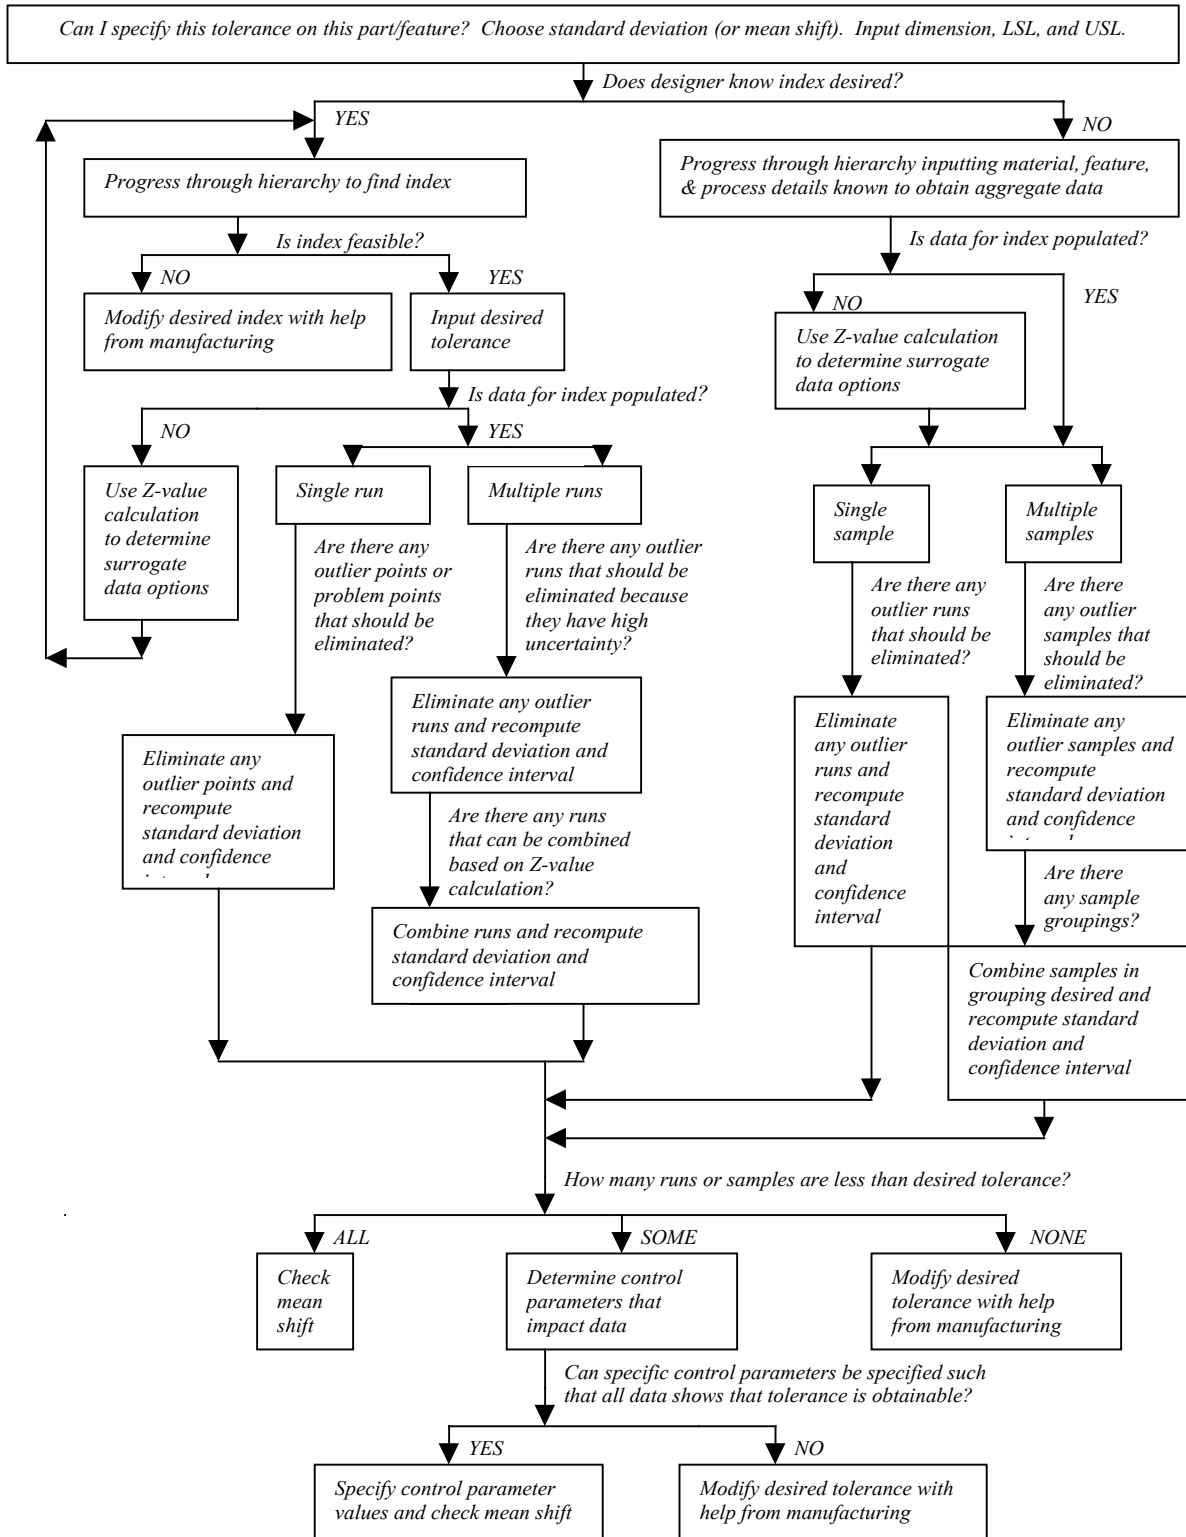 Can I specify this tolerance on this part/feature? Choose standard deviation (or mean shift). Input dimension, LSL, and USL.
Does designer know index desired?
YES
NO
Progress through hierarchy to find index
Progress through hierarchy inputting material, feature,
& process details known to obtain aggregate data
Is index feasible?
Is data for index populated?
NO
YES
NO
YES
Modify desired index with help
from manufacturing
Input desired
tolerance
Use Z-value calculation
to determine surrogate
data options
Is data for index populated?
NO
YES
Use Z-value
calculation
to determine
surrogate
data options
Single run
Multiple runs
Single
sample
Multiple
samples
Are there any
outlier points or
problem points
that should be
eliminated?
Are there any outlier
runs that should be
eliminated because
they have high
uncertainty?
Are there any
outlier runs
that should be
eliminated?
Are there
any outlier
samples that
should be
eliminated?
Eliminate any outlier
runs and recompute
standard deviation and
confidence interval
Eliminate
any outlier
runs and
recompute
standard
deviation
and
confidence
interval
Eliminate any
outlier samples and
recompute
standard deviation
and confidence
Eliminate any
outlier points and
recompute
standard deviation
and confidence
Are there any runs
that can be combined
based on Z-value
calculation?
Are there
any sample
groupings?
Combine runs and recompute
standard deviation and
confidence interval
Combine samples in
grouping desired and
recompute standard
deviation and
confidence interval
How many runs or samples are less than desired tolerance?
ALL
SOME
NONE
Check
mean
shift
Determine control
parameters that
impact data
Modify desired
tolerance with help
from manufacturing
Can specific control parameters be specified such
that all data shows that tolerance is obtainable?
YES
NO
Specify control parameter
values and check mean shift
Modify desired tolerance with
help from manufacturing